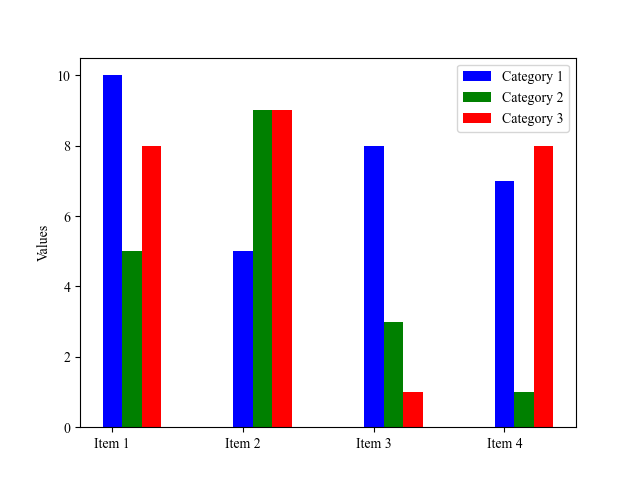 Category 1
Category 2
Category 3
Values
10
8
6
4
2
0
Item 1
Item 2
Item 3
Item 4